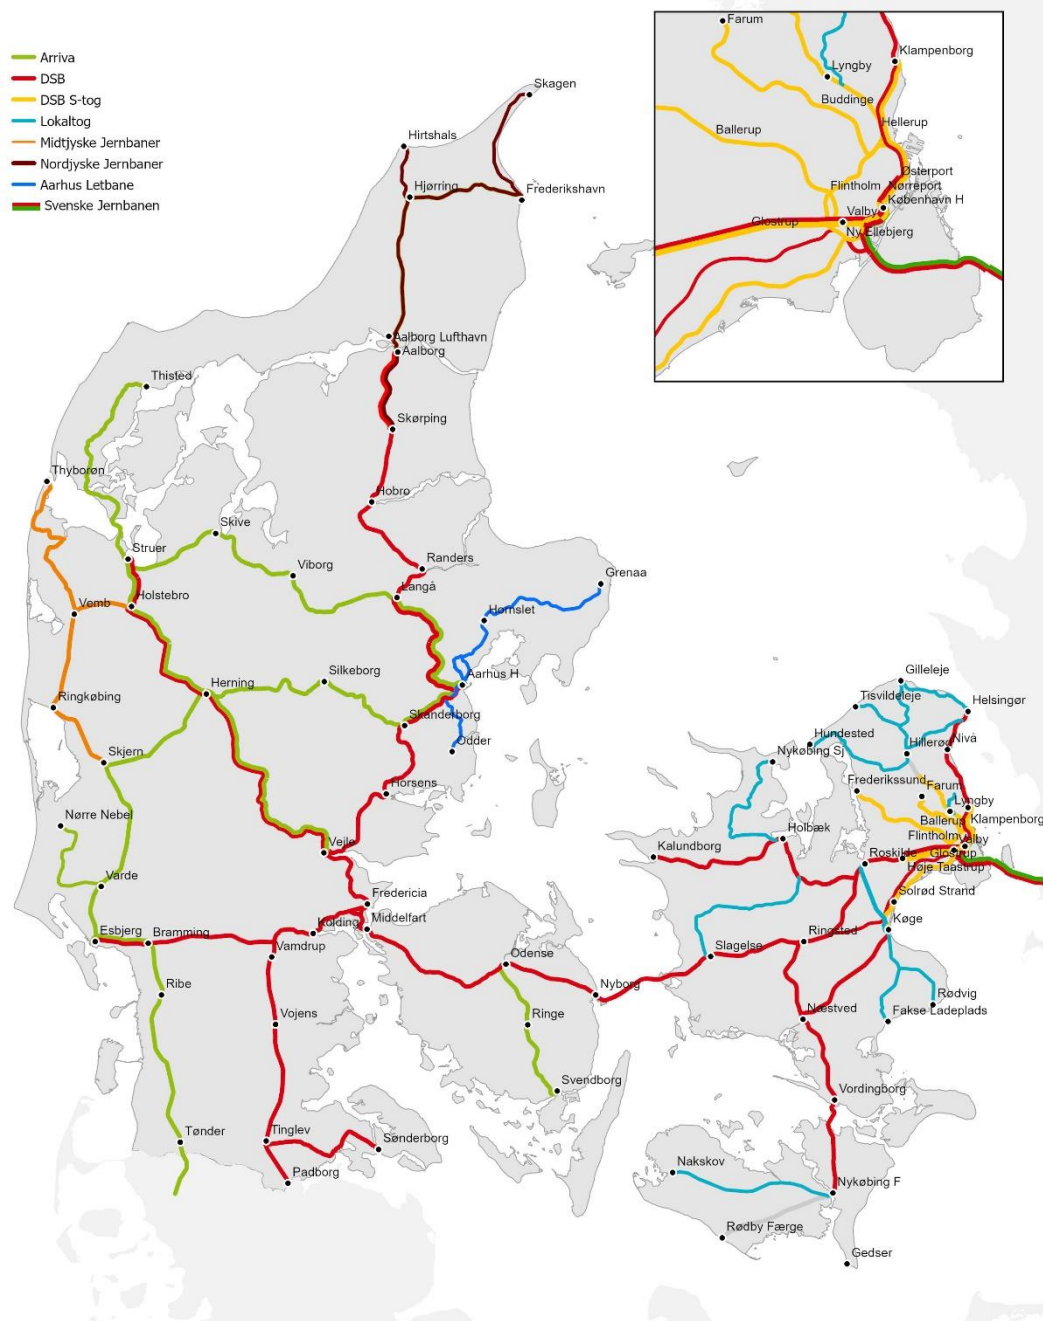 Arriva
DSB
DSB S-tog
Lokaltog
Midtjyske Jernbaner
Nordjyske Jernbaner
Aarhus Letbane
Svenske Jernbanen
Farum
Klampenborg
Lyngby
Buddinge
Hellerup
Ballerup
Østerport
Flintholm
Nørreport
København H
Valby
Glostrup
Ny Ellebjerg
Skagen
Hirtshals
Hjørring
Frederikshavn
Aalborg Lufthavn
Aalborg
Thisted
Skørping
Thyborøn
Hobro
Skive
Struer
Viborg
Randers
Langå
Grenaa
Holstebro
Vemb
Hornslet
Herning
Silkeborg
Aarhus H
Ringkøbing
Skanderborg
Odder
Skjern
Horsens
Nørre Nebel
Vejle
Varde
Fredericia
Middelfart
Kolding
Esbjerg
Bramming
Vamdrup
Odense
Nyborg
Ribe
Vojens
Ringe
Svendborg
Tønder
Tinglev
Sønderborg
Padborg
Gilleleje
Tisvildeleje
Helsingør
Hundested
Nykøbing Sj
Hillerød
Nivå
Frederikssund
Farum
Lyngby
Ballerup
Klampenborg
Holbæk
Flintholm
Valby
Kalundborg
Roskilde
Glostrup
Høje Taastrup
Solrød Strand
Køge
Ringsted
Slagelse
Rødvig
Næstved
Fakse Ladeplads
Vordingborg
Nakskov
Nykøbing F
Rødby Færge
Gedser